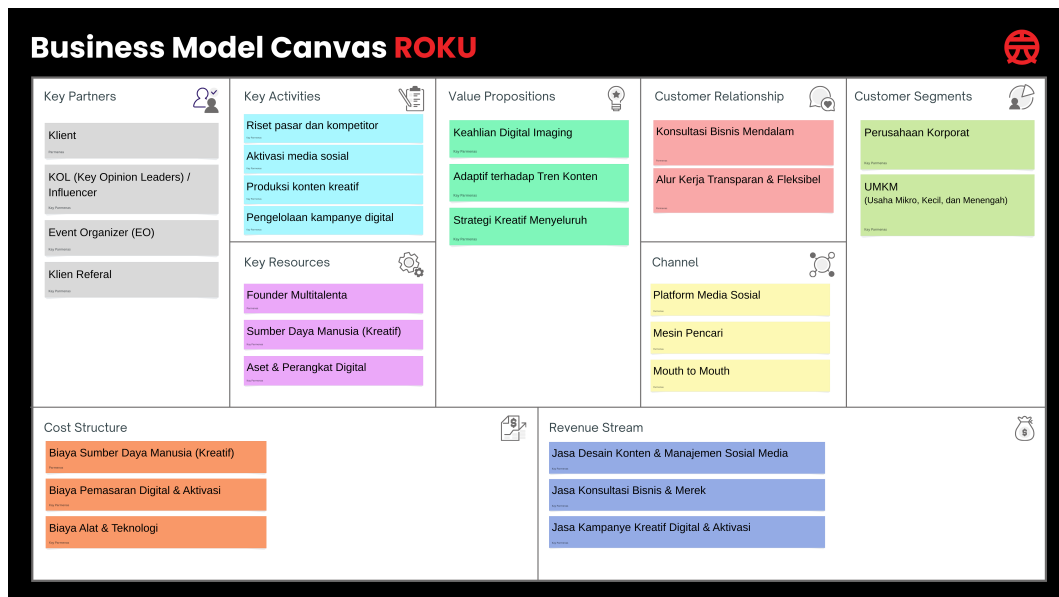 Business Model Canvas ROKU
Key Partners
Klient
KOL (Key Opinion Leaders) /
Influencer
Event Organizer (EO)
Klien Referal
Key Activities
Riset pasar dan kompetitor
Aktivasi media sosial
Produksi konten kreatif
Pengelolaan kampanye digital
Key Resources
Founder Multitalenta
Sumber Daya Manusia (Kreatif)
Aset & Perangkat Digital
Value Propositions
Keahlian Digital Imaging
Adaptif terhadap Tren Konten
Strategi Kreatif Menyeluruh
Customer Relationship
Konsultasi Bisnis Mendalam
Alur Kerja Transparan & Fleksibel
Channel
Platform Media Sosial
Mesin Pencari
Mouth to Mouth
Customer Segments
Perusahaan Korporat
UMKM
(Usaha Mikro, Kecil, dan Menengah)
Cost Structure
Biaya Sumber Daya Manusia (Kreatif)
Biaya Pemasaran Digital & Aktivasi
Biaya Alat & Teknologi
Revenue Stream
Jasa Desain Konten & Manajemen Sosial Media
Jasa Konsultasi Bisnis & Merek
Jasa Kampanye Kreatif Digital & Aktivasi